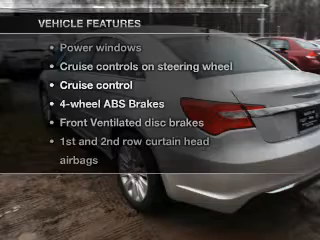 VEHICLE FEATURES
• Power windows
• Cruise controls on steering wheel
• Cruise control
• 4-wheel ABS Brakes
• Front Ventilated disc brakes
• 1st and 2nd row curtain head
airbags